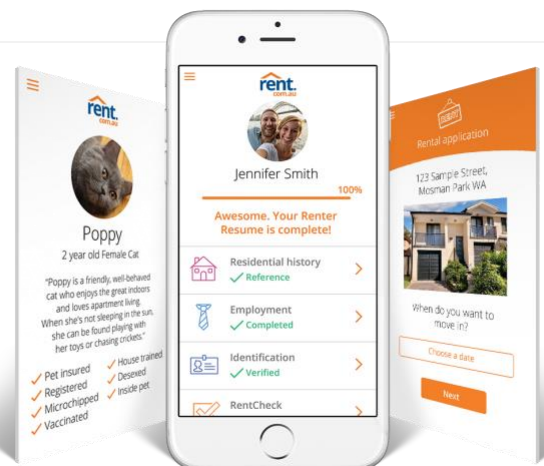 rent.
com.au
Poppy
2 year old Female Cat
"Poppy is a friendly, well-behaved
cat who enjoys the great indoors
and loves apartment living.
When she's not sleeping in the sun,
she can be found playing with
her toys or chasing crickets."
Pet insured
Registered
Microchipped
Vaccinated
House trained
Desexed
Inside pet
rent.
com.au
Jennifer Smith
100%
Awesome. Your Renter
Resume is complete!
Residential history
Reference
Employment
Completed
Identification
Verified
RentCheck
Rental application
123 Sample Street,
Mosman Park WA
When do you want to
move in?
Choose a date
Next